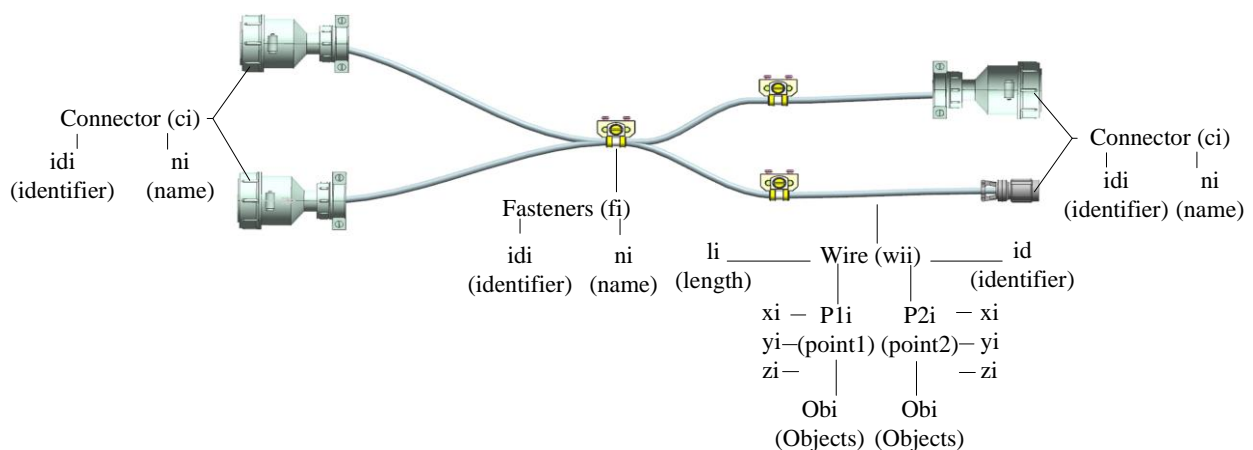 Connector (ci)
idi
ni
(identifier)
(name)
Connector (ci)
idi
ni
(identifier)
(name)
Fasteners (fi)
idi
ni
(identifier)
(name)
li
Wire (wii)
id
(length)
(identifier)
xi
P1i
P2i
xi
yi
(point1)
(point2)
yi
zi
zi
Obi
Obi
(Objects)
(Objects)